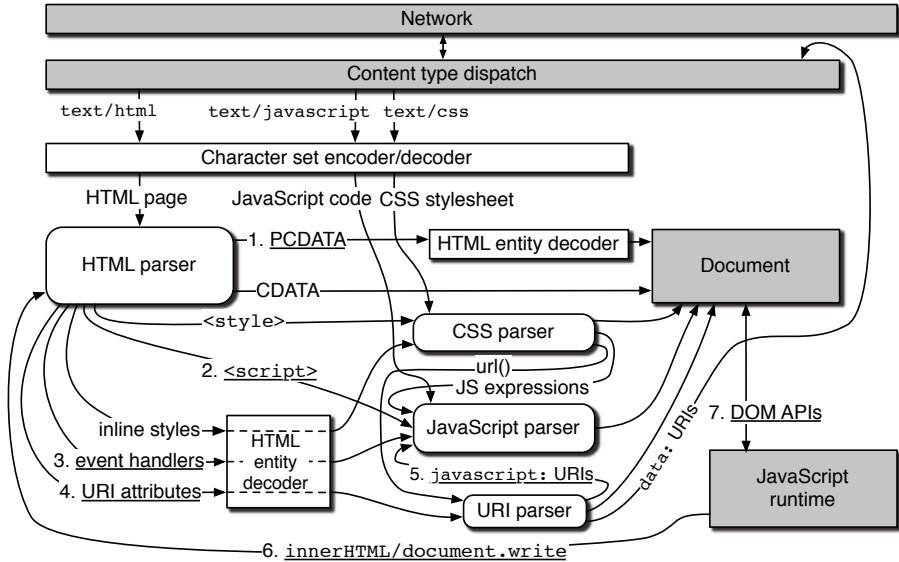 Network
Content type dispatch
text/html
text/javascript
text/css
Character set encoder/decoder
HTML page
JavaScript code
CSS stylesheet
1. PCDATA
HTML entity decoder
HTML parser
Document
CDATA
<style>
CSS parser
url()
2. <script>
JS expressions
inline styles
HTML
entity
decoder
JavaScript parser
7. DOM APIs
3. event handlers
5. javascript: URIs
data: URIs
4. URI attributes
URI parser
JavaScript
runtime
6. innerHTML/document.write